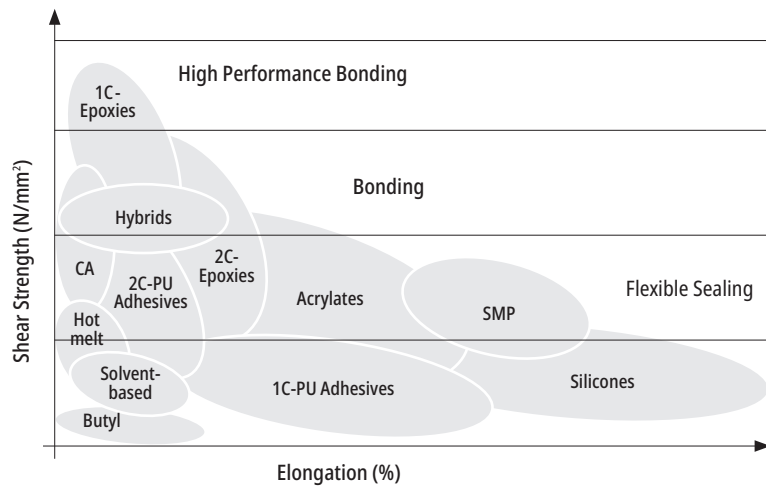 High Performance Bonding
1C-
Epoxies
Bonding
Hybrids
2C-
Epoxies
CA
2C-PU
Adhesives
Acrylates
SMP
Flexible Sealing
Hot
melt
Solvent-
based
1C-PU Adhesives
Silicones
Butyl
Shear Strength (N/mm²)
Elongation (%)